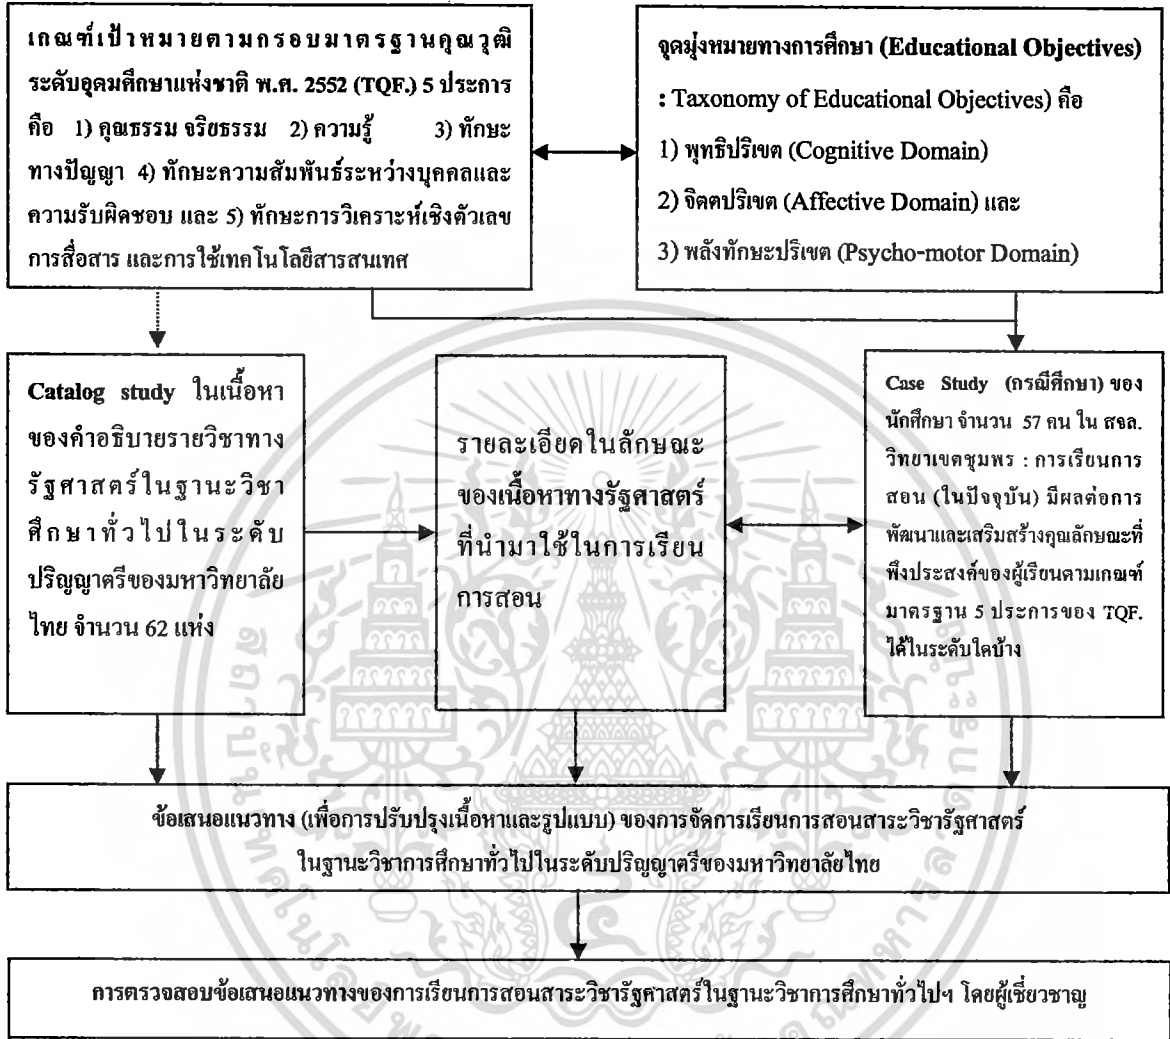 เกณฑ์เป้าหมายตามกรอบมาตรฐานคุณวุฒิ
ระดับอุดมศึกษาแห่งชาติ พ.ศ. 2552 (TQF.) 5 ประการ
คือ 1) คุณธรรม จริยธรรม 2) ความรู้ 3) ทักษะ
ทางปัญญา 4) ทักษะความสัมพันธ์ระหว่างบุคคลและ
ความรับผิดชอบ และ 5) ทักษะการวิเคราะห์เชิงตัวเลข
การสื่อสาร และการใช้เทคโนโลยีสารสนเทศ
จุดมุ่งหมายทางการศึกษา (Educational Objectives)
: Taxonomy of Educational Objectives) คือ
1) พุทธิปริเขต (Cognitive Domain)
2) จิตตปริเขต (Affective Domain) และ
3) พลังทักษะปริเขต (Psycho-motor Domain)
Catalog study ในเนื้อหา
ของคำอธิบายรายวิชาทาง
รัฐศาสตร์ในฐานะวิชา
ศึกษาทั่วไปในระดับ
ปริญญาตรีของมหาวิทยาลัย
ไทย จำนวน 62 แห่ง
รายละเอียดในลักษณะ
ของเนื้อหาทางรัฐศาสตร์
ที่นำมาใช้ในการเรียน
การสอน
Case Study (กรณีศึกษา) ของ
นักศึกษา จำนวน 57 คน ใน สจล.
วิทยาเขตชุมพร : การเรียนการ
สอน (ในปัจจุบัน) มีผลต่อการ
พัฒนาและเสริมสร้างคุณลักษณะที่
พึงประสงค์ของผู้เรียนตามเกณฑ์
มาตรฐาน 5 ประการของ TQF.
ได้ในระดับใดบ้าง
ข้อเสนอแนวทาง (เพื่อการปรับปรุงเนื้อหาและรูปแบบ) ของการจัดการเรียนการสอนสาระวิชารัฐศาสตร์
ในฐานะวิชาการศึกษาทั่วไปในระดับปริญญาตรีของมหาวิทยาลัยไทย
การตรวจสอบข้อเสนอแนวทางของการเรียนการสอนสาระวิชารัฐศาสตร์ในฐานะวิชาการศึกษาทั่วไปฯ โดยผู้เชี่ยวชาญ